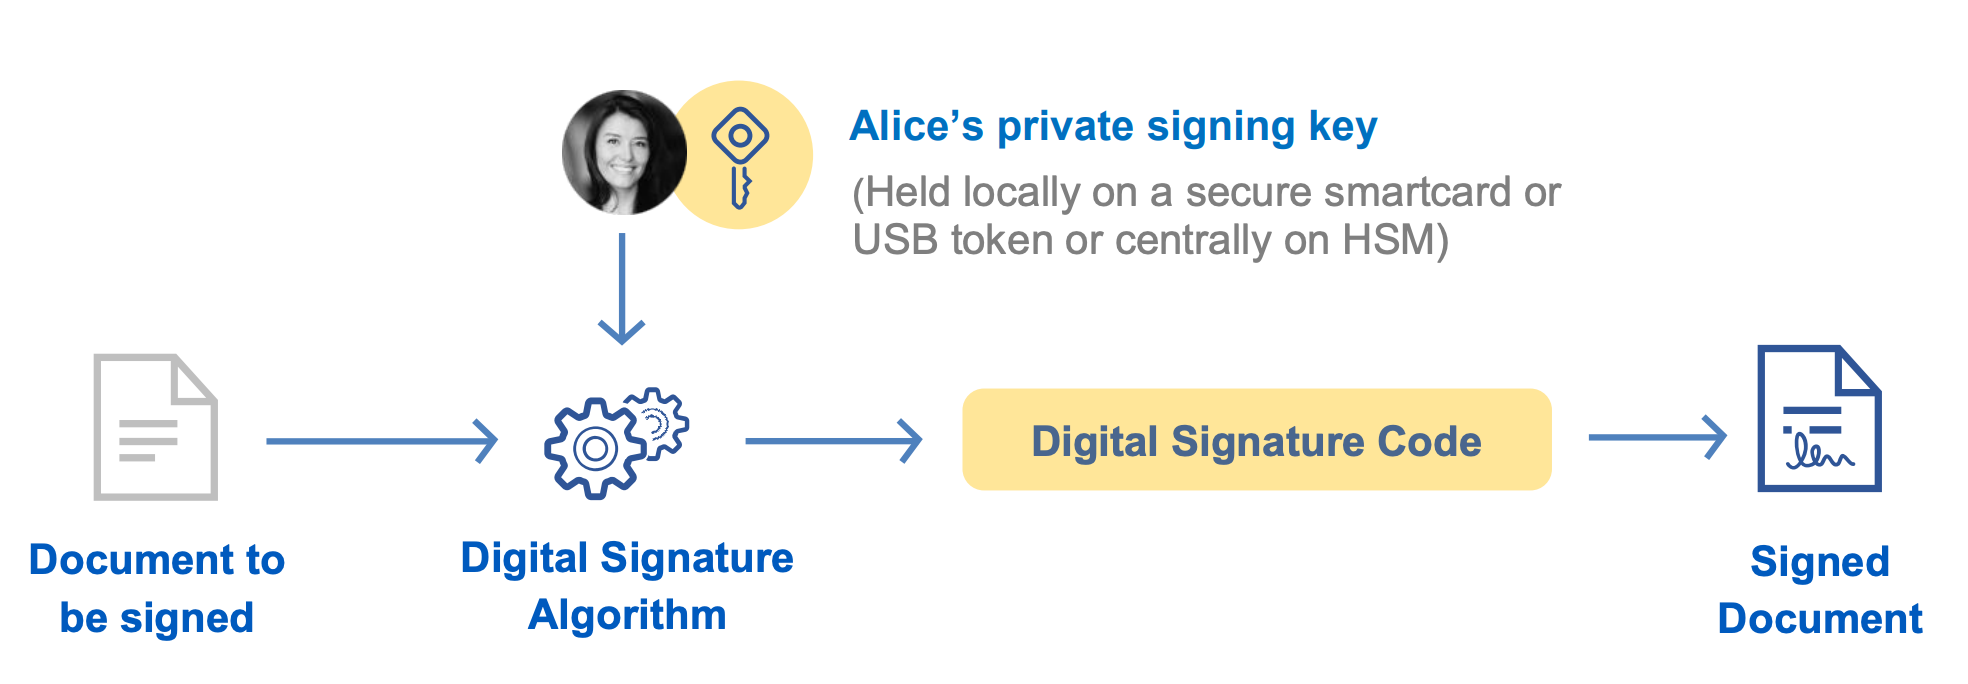 Alice’s private signing key
(Held locally on a secure smartcard or
USB token or centrally on HSM)
Digital Signature Code
Document to
be signed
Digital Signature
Algorithm
Signed
Document